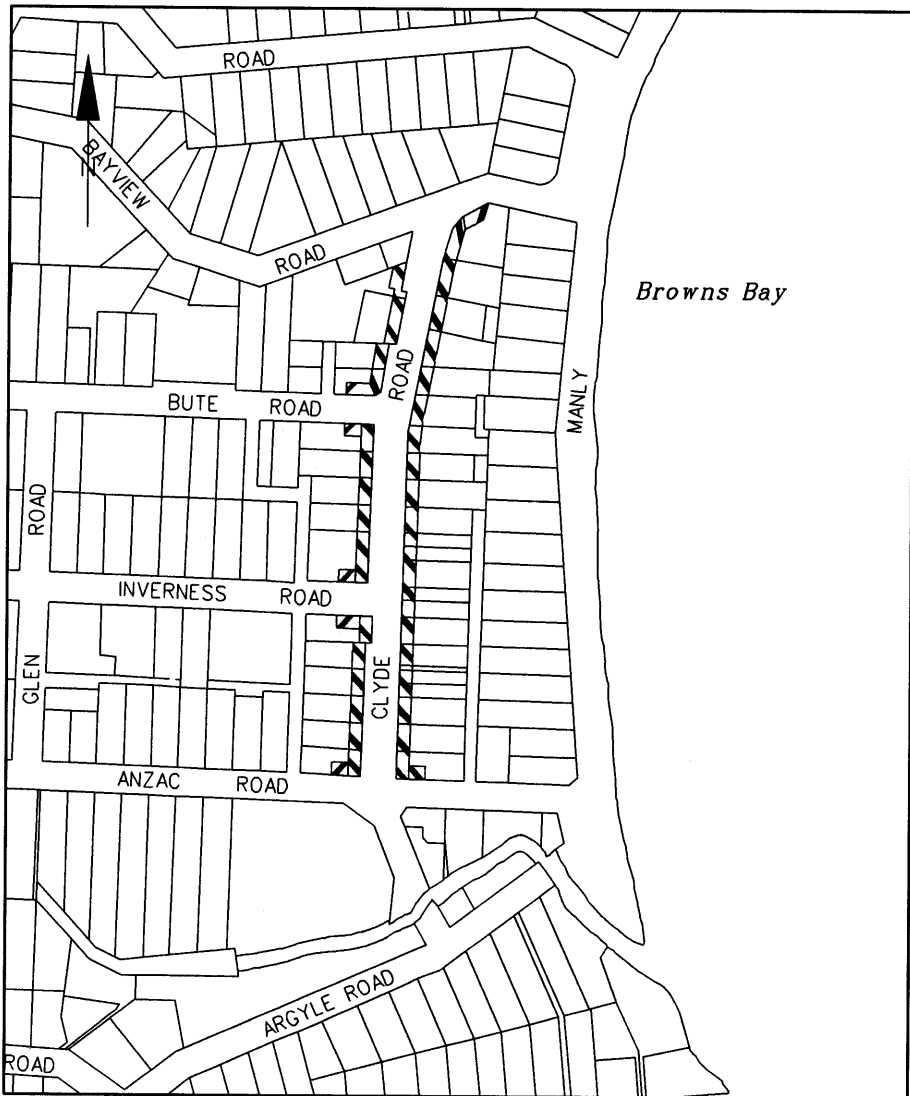 ROAD
BAYVIEW
N
ROAD
Browns Bay
ROAD
MANLY
BUTE ROAD
ROAD
INVERNESS ROAD
GLEN
CLYDE
ANZAC ROAD
ARGYLE ROAD
ROAD